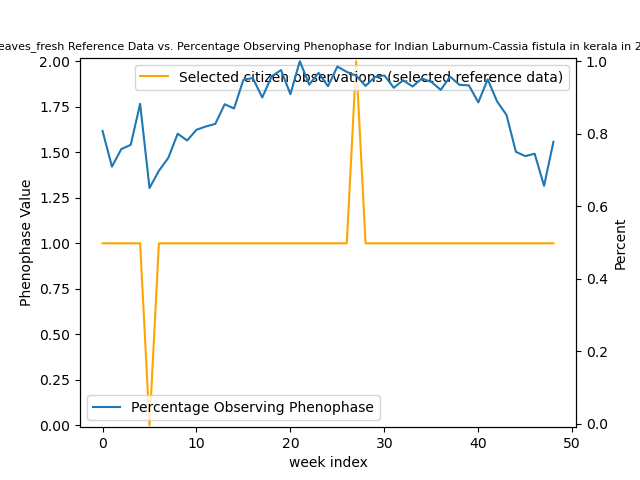 eaves_fresh Reference Data vs. Percentage Observing Phenophase for Indian Laburnum-Cassia fistula in kerala in 2
Selected citizen observations (selected reference data)
Percentage Observing Phenophase
Phenophase Value
2.00
1.75
1.50
1.25
1.00
0.75
0.50
0.25
0.00
Percent
1.0
0.8
0.6
0.4
0.2
0.0
0 10 20 30 40 50
week index